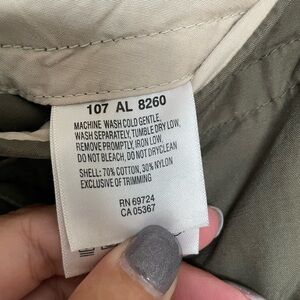 107 AL 8260
MACHINE WASH COLD GENTLE,
WASH SEPARATELY, TUMBLE DRY LOW,
REMOVE PROMPTLY, IRON LOW,
DO NOT BLEACH, DO NOT DRYCLEAN
SHELL: 70% COTTON, 30% NYLON
EXCLUSIVE OF TRIMMING
RN 69724
CA 05367